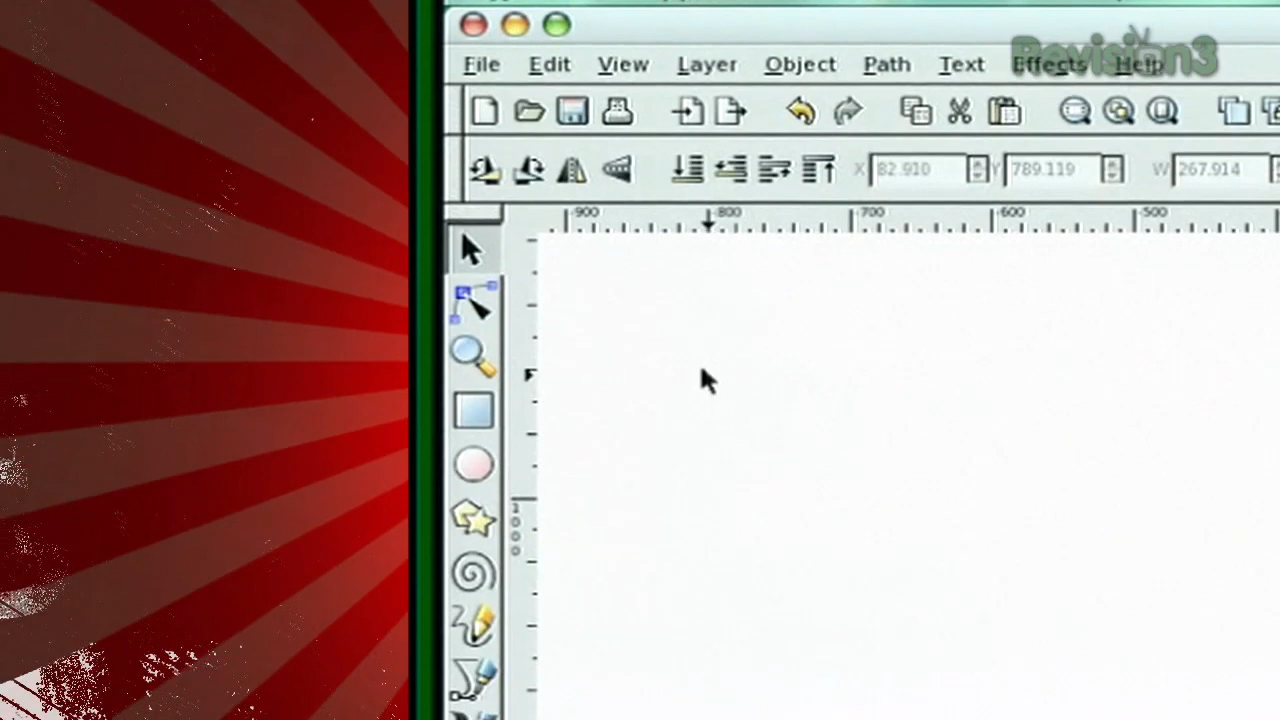 Revision3
File Edit View Layer Object Path Text Effects Help
X 82.910 Y 789.119 W 267.914
-900 -800 -700 -600 -500
1000